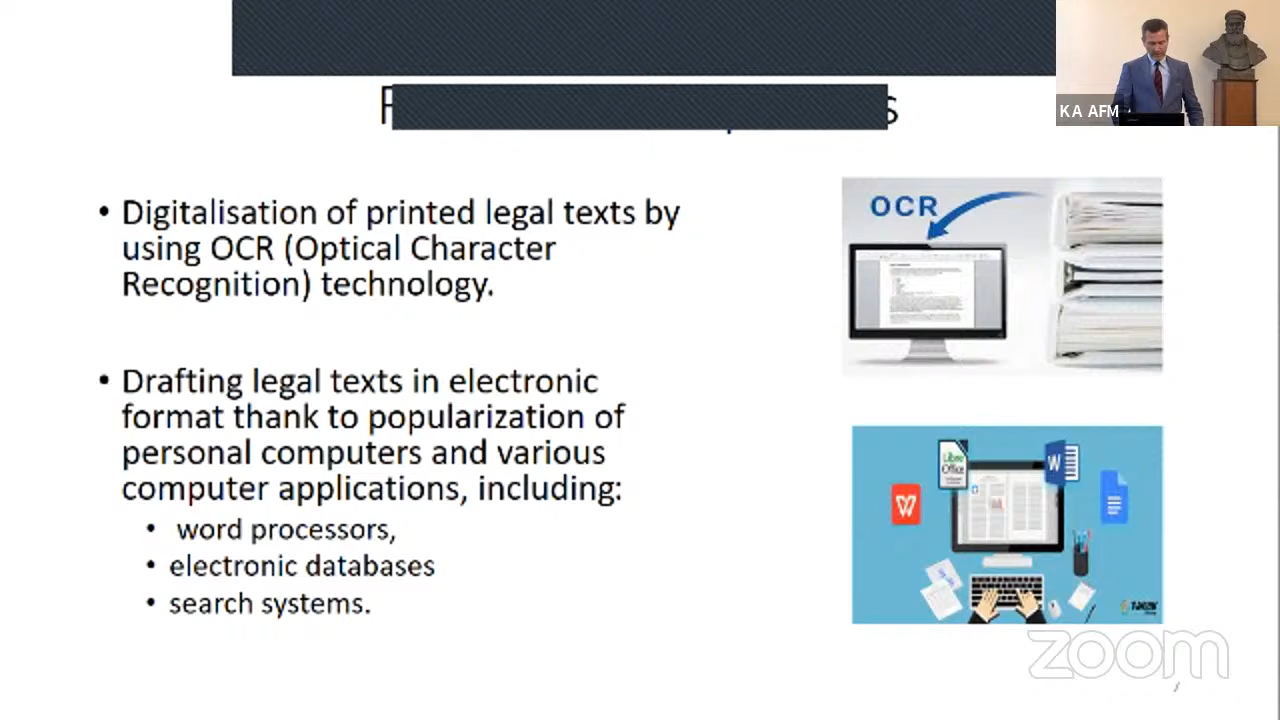 KA AFM
• Digitalisation of printed legal texts by
using OCR (Optical Character
Recognition) technology.
OCR
• Drafting legal texts in electronic
format thank to popularization of
personal computers and various
computer applications, including:
• word processors,
• electronic databases
• search systems.
Libre
Office
W
zoom